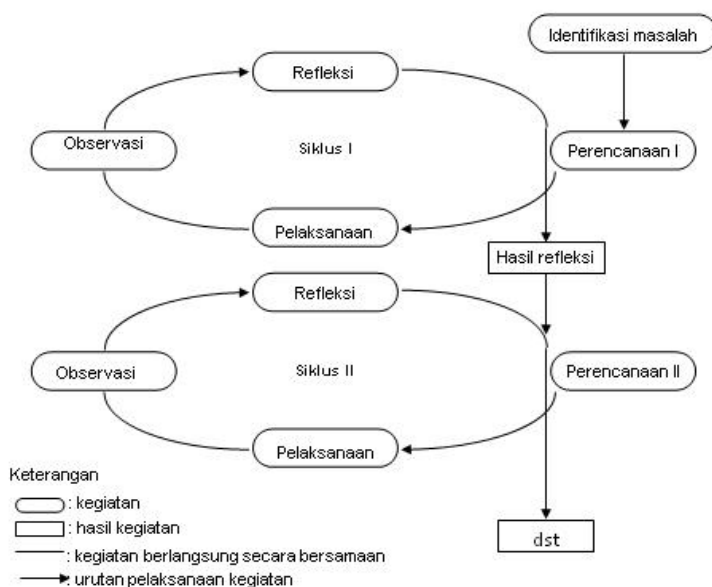 Identifikasi masalah
Refleksi
Observasi
Siklus I
Perencanaan I
Pelaksanaan
Hasil refleksi
Refleksi
Observasi
Siklus II
Perencanaan II
Pelaksanaan
Keterangan
: kegiatan
: hasil kegiatan
: kegiatan berlangsung secara bersamaan
: urutan pelaksanaan kegiatan
dst